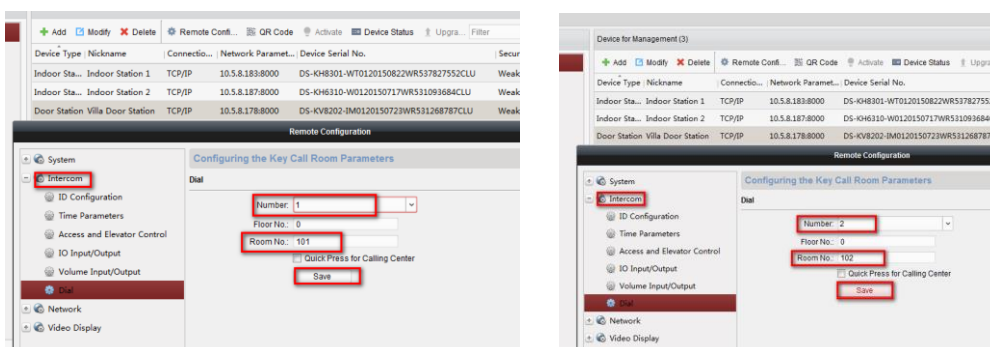 Add Modify Delete Remote Confi... QR Code Activate Device Status Upgra... Filter
Device Type Nickname Connectio... Network Paramet... Device Serial No. Secur
Indoor Sta... Indoor Station 1 TCP/IP 10.5.8.183:8000 DS-KH8301-WT0120150822WR537827552CLU Weak
Indoor Sta... Indoor Station 2 TCP/IP 10.5.8.187:8000 DS-KH6310-W0120150717WR531093684CLU Weak
Door Station Villa Door Station TCP/IP 10.5.8.178:8000 DS-KV8202-IM0120150723WR531268787CLU Weak
Remote Configuration
System
Intercom
ID Configuration
Time Parameters
Access and Elevator Control
IO Input/Output
Volume Input/Output
Dial
Network
Video Display
Configuring the Key Call Room Parameters
Dial
Number: 1
Floor No.: 0
Room No.: 101
Quick Press for Calling Center
Save
Device for Management (3)
Add Modify Delete Remote Confi... QR Code Activate Device Status Upgra
Device Type Nickname Connectio... Network Paramet... Device Serial No.
Indoor Sta... Indoor Station 1 TCP/IP 10.5.8.183:8000 DS-KH8301-WT0120150822WR53782755
Indoor Sta... Indoor Station 2 TCP/IP 10.5.8.187:8000 DS-KH6310-W0120150717WR531093684
Door Station Villa Door Station TCP/IP 10.5.8.178:8000 DS-KV8202-IM0120150723WR531268787
Remote Configuration
System
Intercom
ID Configuration
Time Parameters
Access and Elevator Control
IO Input/Output
Volume Input/Output
Dial
Network
Video Display
Configuring the Key Call Room Parameters
Dial
Number: 2
Floor No.: 0
Room No.: 102
Quick Press for Calling Center
Save